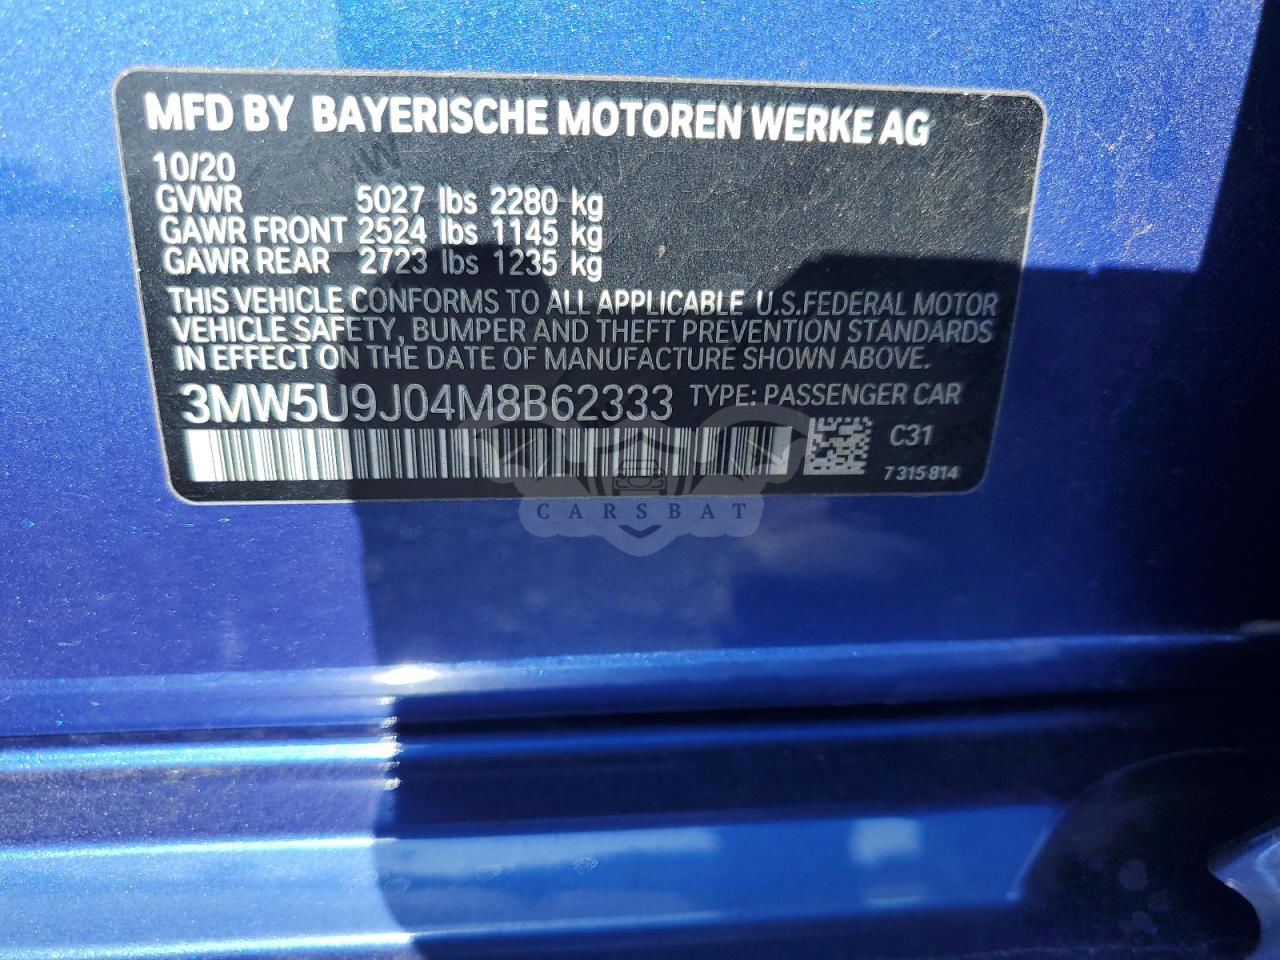 MFD BY BAYERISCHE MOTOREN WERKE AG
10/20
GVWR 5027 lbs 2280 kg
GAWR FRONT 2524 lbs 1145 kg
GAWR REAR 2723 lbs 1235 kg
THIS VEHICLE CONFORMS TO ALL APPLICABLE U.S.FEDERAL MOTOR
VEHICLE SAFETY, BUMPER AND THEFT PREVENTION STANDARDS
IN EFFECT ON THE DATE OF MANUFACTURE SHOWN ABOVE.
3MW5U9J04M8B62333 TYPE: PASSENGER CAR
C31
7 315 814
CARSBAT